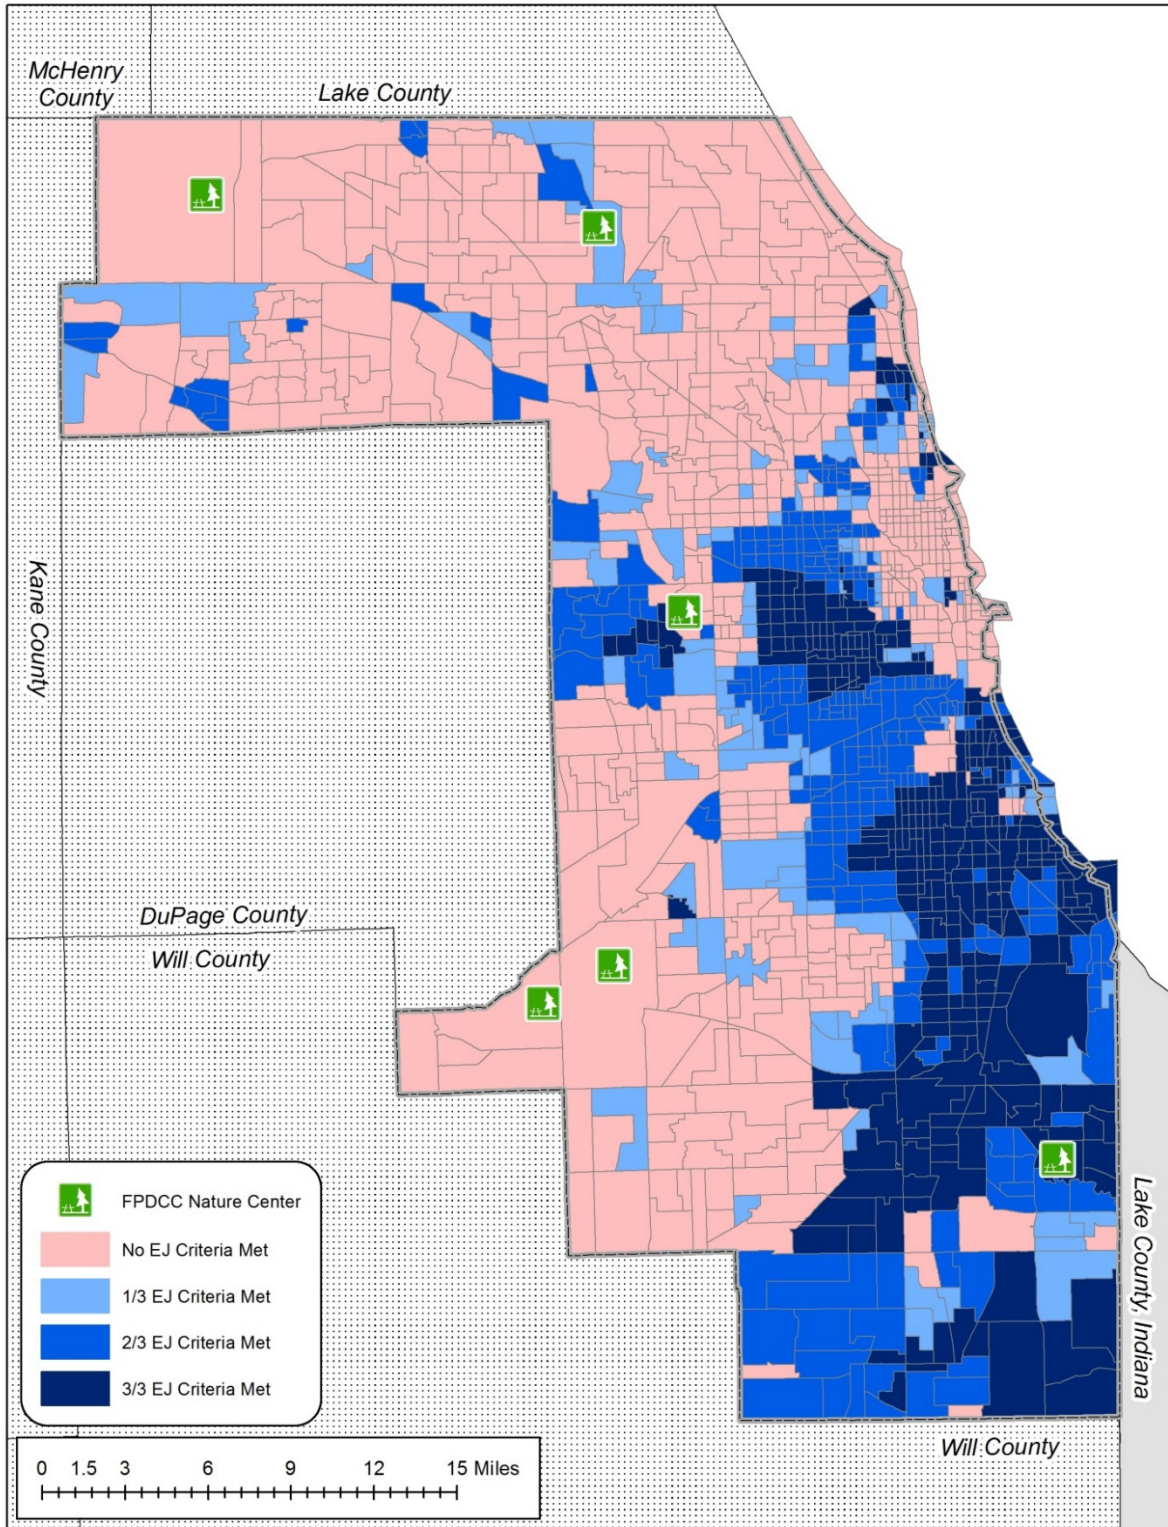 McHenry
County
Lake County
Kane County
DuPage County
Will County
FPDCC Nature Center
No EJ Criteria Met
1/3 EJ Criteria Met
2/3 EJ Criteria Met
3/3 EJ Criteria Met
Lake County, Indiana
Will County
0 1.5 3 6 9 12 15 Miles